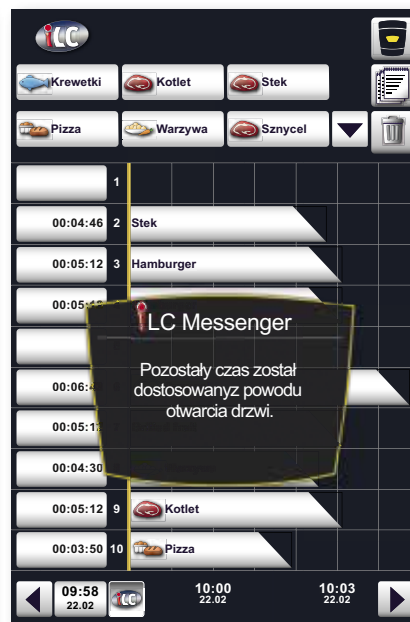 iLC
Krewetki
Kotlet
Stek
Pizza
Warzywa
Sznycel
1
00:04:46 2 Stek
00:05:12 3 Hamburger
iLC Messenger
Pozostały czas został
dostosowanyz powodu
otwarcia drzwi.
00:04:30
00:05:12 9 Kotlet
00:03:50 10 Pizza
09:58
22.02
iLC
10:00
22.02
10:03
22.02